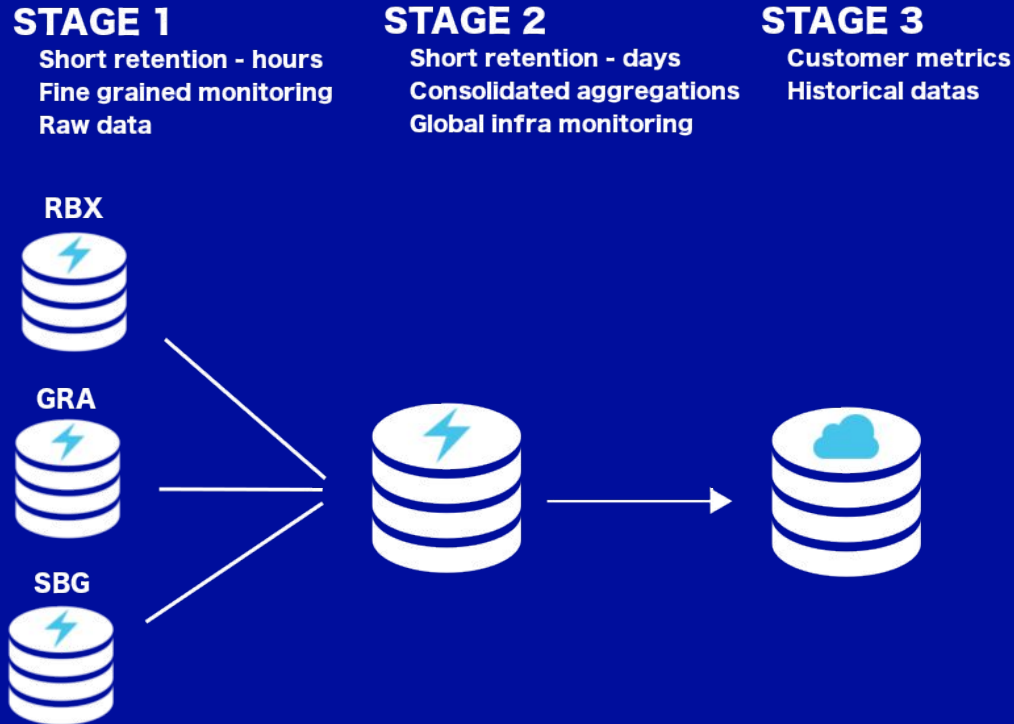 STAGE 1
Short retention - hours
Fine grained monitoring
Raw data
STAGE 2
Short retention - days
Consolidated aggregations
Global infra monitoring
STAGE 3
Customer metrics
Historical datas
RBX
GRA
SBG